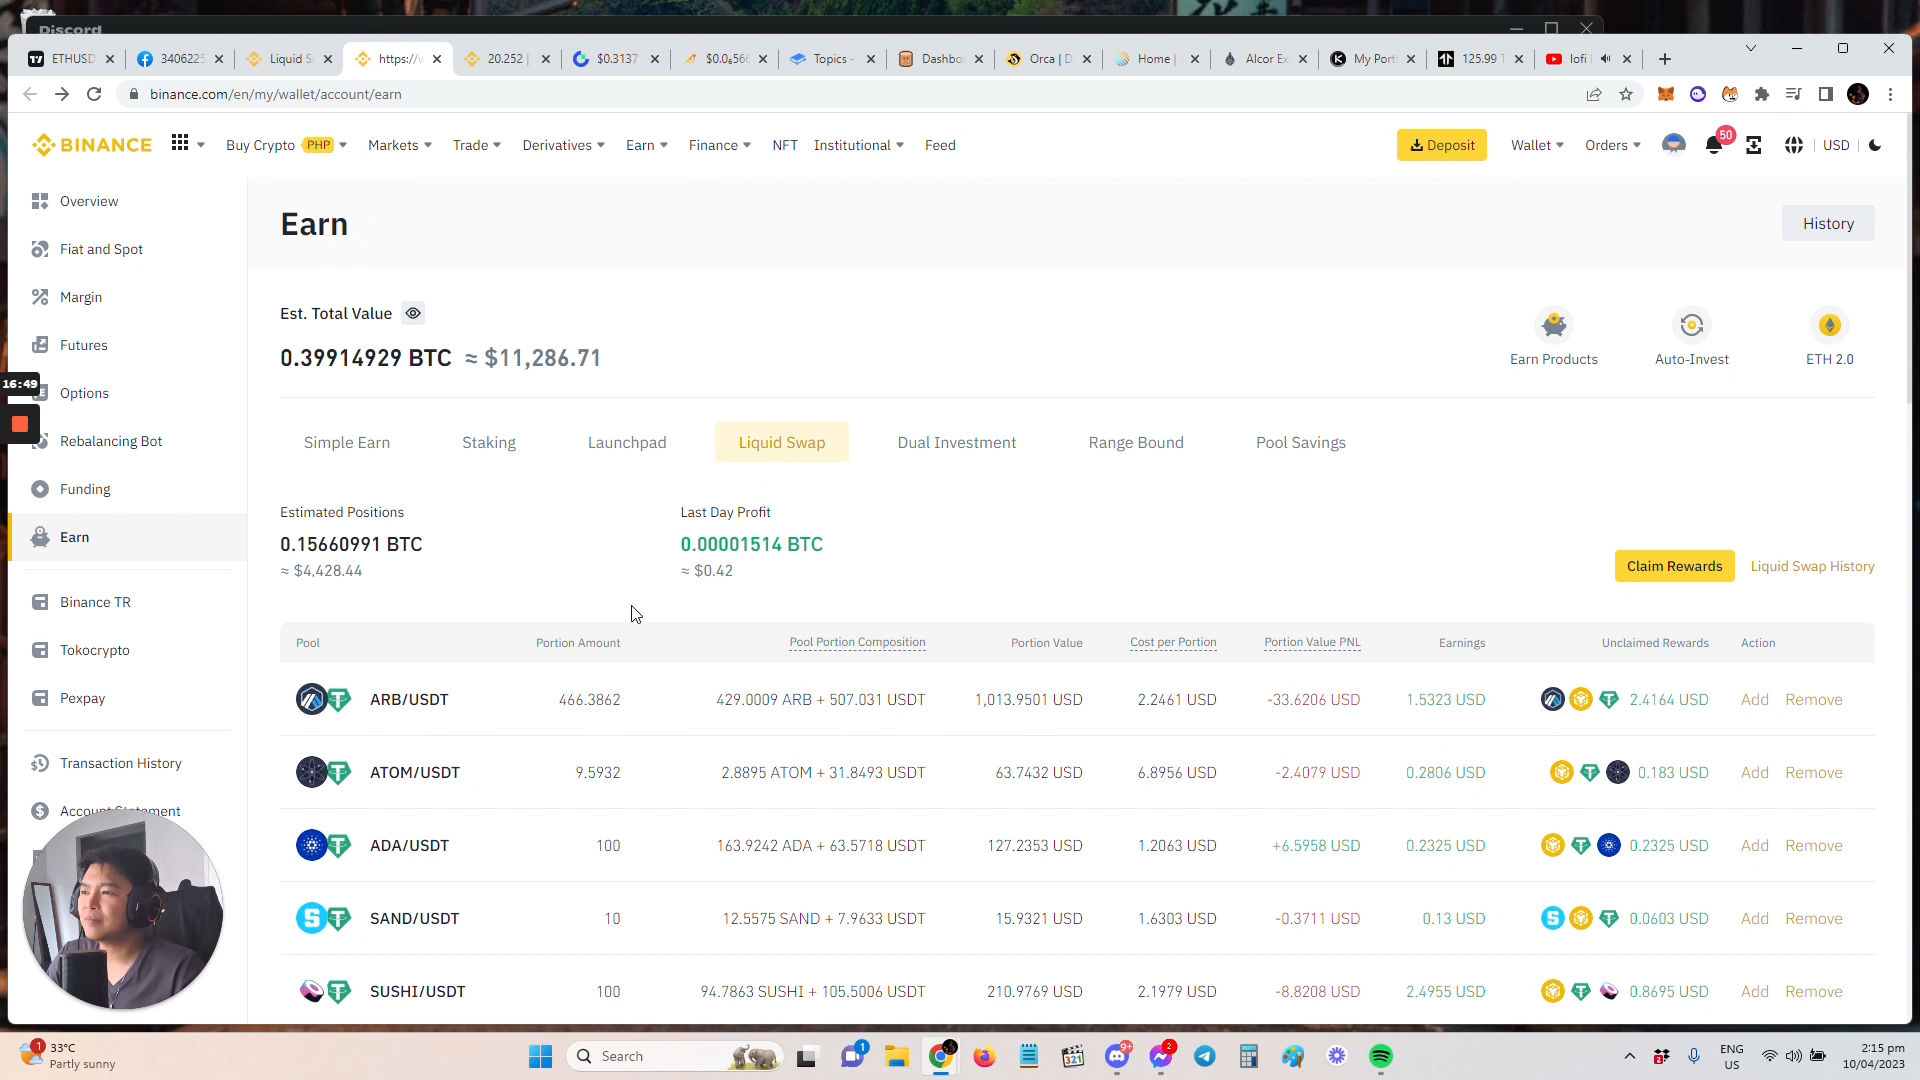 Discord
ETHUSD
3406225
Liquid S
https://
20.252 |
$0.3137
$0.0₆566
Topics -
Dashbo
Orca | D
Home |
Alcor Ex
My Port
125.99 T
lofi
binance.com/en/my/wallet/account/earn
BINANCE
Buy Crypto PHP
Markets
Trade
Derivatives
Earn
Finance
NFT
Institutional
Feed
Deposit
Wallet
Orders
50
USD
Overview
Fiat and Spot
Margin
Futures
Options
Rebalancing Bot
Funding
Earn
Binance TR
Tokocrypto
Pexpay
Transaction History
16:49
Earn
History
Est. Total Value
0.39914929 BTC ≈ $11,286.71
Earn Products
Auto-Invest
ETH 2.0
Simple Earn
Staking
Launchpad
Liquid Swap
Dual Investment
Range Bound
Pool Savings
Estimated Positions
0.15660991 BTC
≈ $4,428.44
Last Day Profit
0.00001514 BTC
≈ $0.42
Claim Rewards
Liquid Swap History
Pool Portion Amount Pool Portion Composition Portion Value Cost per Portion Portion Value PNL Earnings Unclaimed Rewards Action
ARB/USDT 466.3862 429.0009 ARB + 507.031 USDT 1,013.9501 USD 2.2461 USD -33.6206 USD 1.5323 USD 2.4164 USD Add Remove
ATOM/USDT 9.5932 2.8895 ATOM + 31.8493 USDT 63.7432 USD 6.8956 USD -2.4079 USD 0.2806 USD 0.183 USD Add Remove
ADA/USDT 100 163.9242 ADA + 63.5718 USDT 127.2353 USD 1.2063 USD +6.5958 USD 0.2325 USD 0.2325 USD Add Remove
SAND/USDT 10 12.5575 SAND + 7.9633 USDT 15.9321 USD 1.6303 USD -0.3711 USD 0.13 USD 0.0603 USD Add Remove
SUSHI/USDT 100 94.7863 SUSHI + 105.5006 USDT 210.9769 USD 2.1979 USD -8.8208 USD 2.4955 USD 0.8695 USD Add Remove
1
33°C
Partly sunny
Search
1
321
9+
2
ENG
US
2:15 pm
10/04/2023